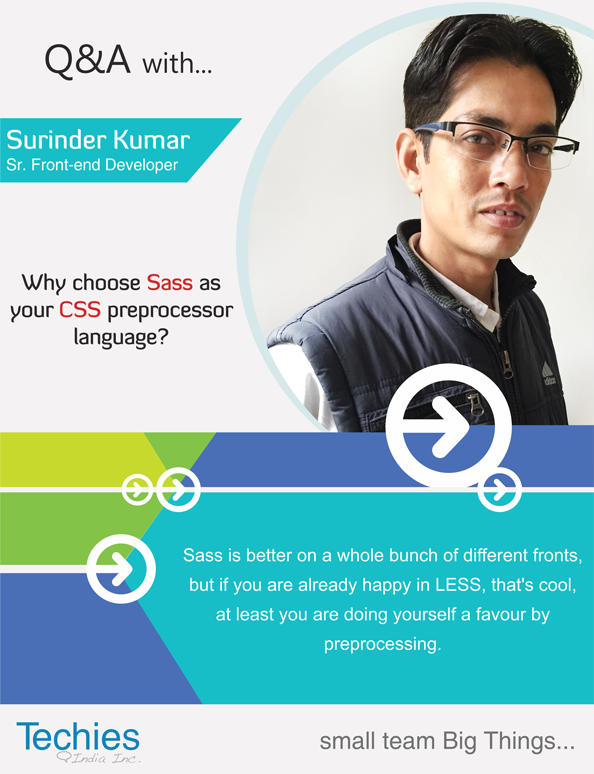 Q&A with...
Surinder Kumar
Sr. Front-end Developer
Why choose Sass as
your CSS preprocessor
language?
Sass is better on a whole bunch of different fronts,
but if you are already happy in LESS, that's cool,
at least you are doing yourself a favour by
preprocessing.
Techies
India Inc.
small team Big Things...